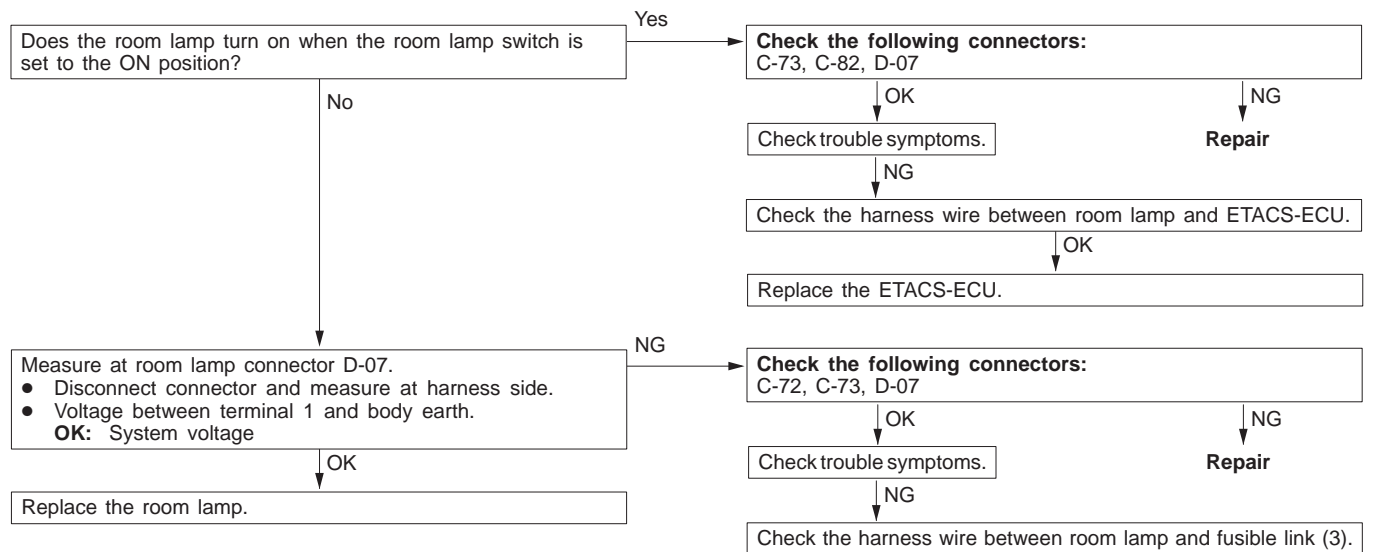 Does the room lamp turn on when the room lamp switch is
set to the ON position?
Yes
Check the following connectors:
C-73, C-82, D-07
No
OK
NG
Check trouble symptoms.
Repair
NG
Check the harness wire between room lamp and ETACS-ECU.
OK
Replace the ETACS-ECU.
Measure at room lamp connector D-07.
● Disconnect connector and measure at harness side.
● Voltage between terminal 1 and body earth.
OK: System voltage
NG
Check the following connectors:
C-72, C-73, D-07
OK
Replace the room lamp.
OK
NG
Check trouble symptoms.
Repair
NG
Check the harness wire between room lamp and fusible link (3).